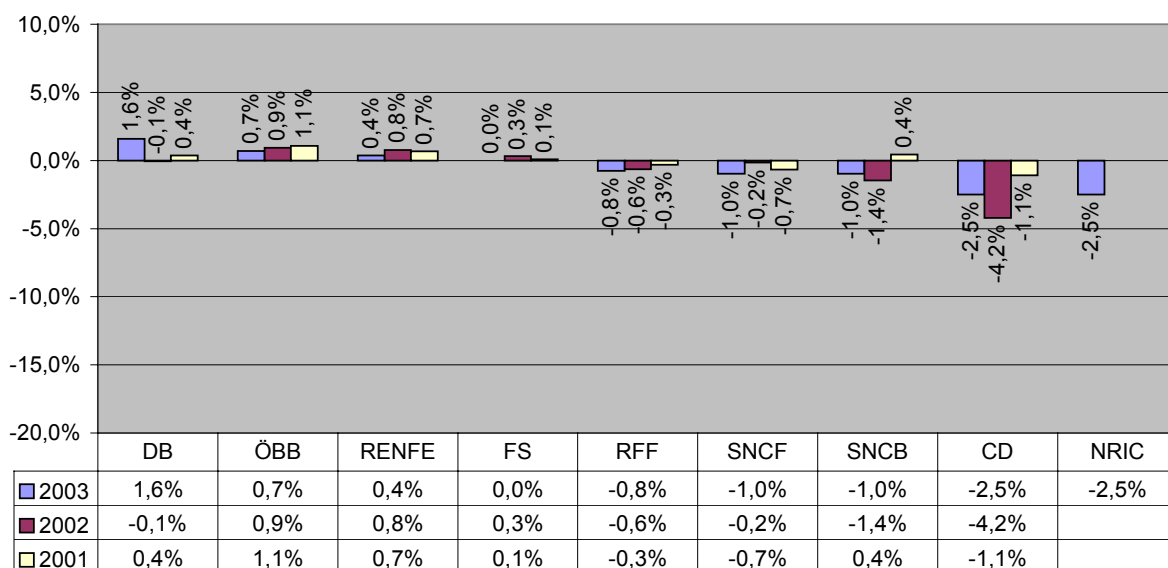 10,0%
5,0%
0,0%
-5,0%
-10,0%
-15,0%
-20,0%
1,6% -0,1% 0,4% 0,7% 0,9% 1,1% 0,4% 0,8% 0,7% 0,0% 0,3% 0,1% -0,8% -0,6% -0,3% -1,0% -0,2% -0,7% -1,0% -1,4% 0,4% -2,5% -4,2% -1,1% -2,5%
DB ÖBB RENFE FS RFF SNCF SNCB CD NRIC
2003 1,6% 0,7% 0,4% 0,0% -0,8% -1,0% -1,0% -2,5% -2,5%
2002 -0,1% 0,9% 0,8% 0,3% -0,6% -0,2% -1,4% -4,2%
2001 0,4% 1,1% 0,7% 0,1% -0,3% -0,7% 0,4% -1,1%